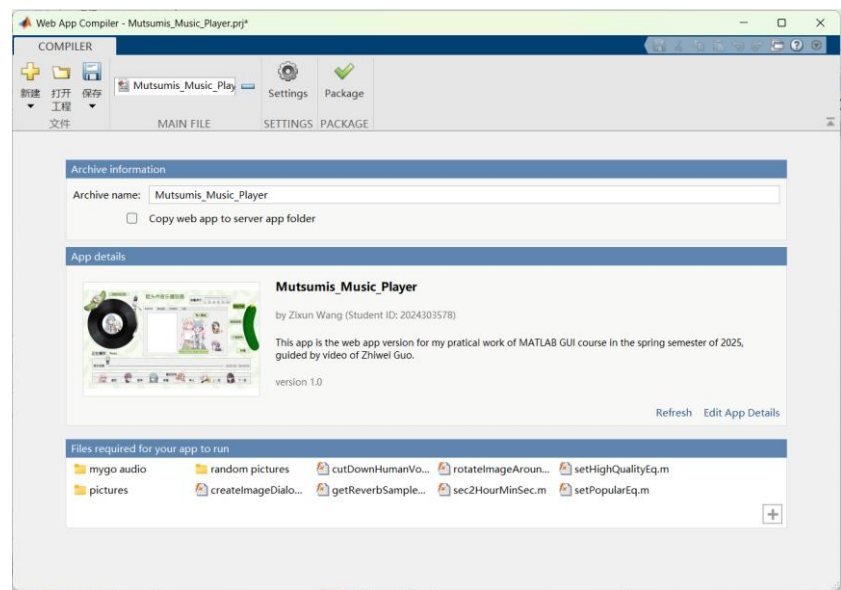 Web App Compiler - Mutsumis_Music_Player.prj*
COMPILER
新建
打开
工程
保存
文件
Mutsumis_Music_Play
MAIN FILE
Settings
SETTINGS
Package
PACKAGE
Archive information
Archive name: Mutsumis_Music_Player
Copy web app to server app folder
App details
Mutsumis_Music_Player
by Zixun Wang (Student ID: 2024303578)
This app is the web app version for my pratical work of MATLAB GUI course in the spring semester of 2025,
guided by video of Zhiwei Guo.
version 1.0
Refresh Edit App Details
Files required for your app to run
mygo audio random pictures cutDownHumanVo... rotateImageAroun... setHighQualityEq.m
pictures createImageDialo... getReverbSample... sec2HourMinSec.m setPopularEq.m